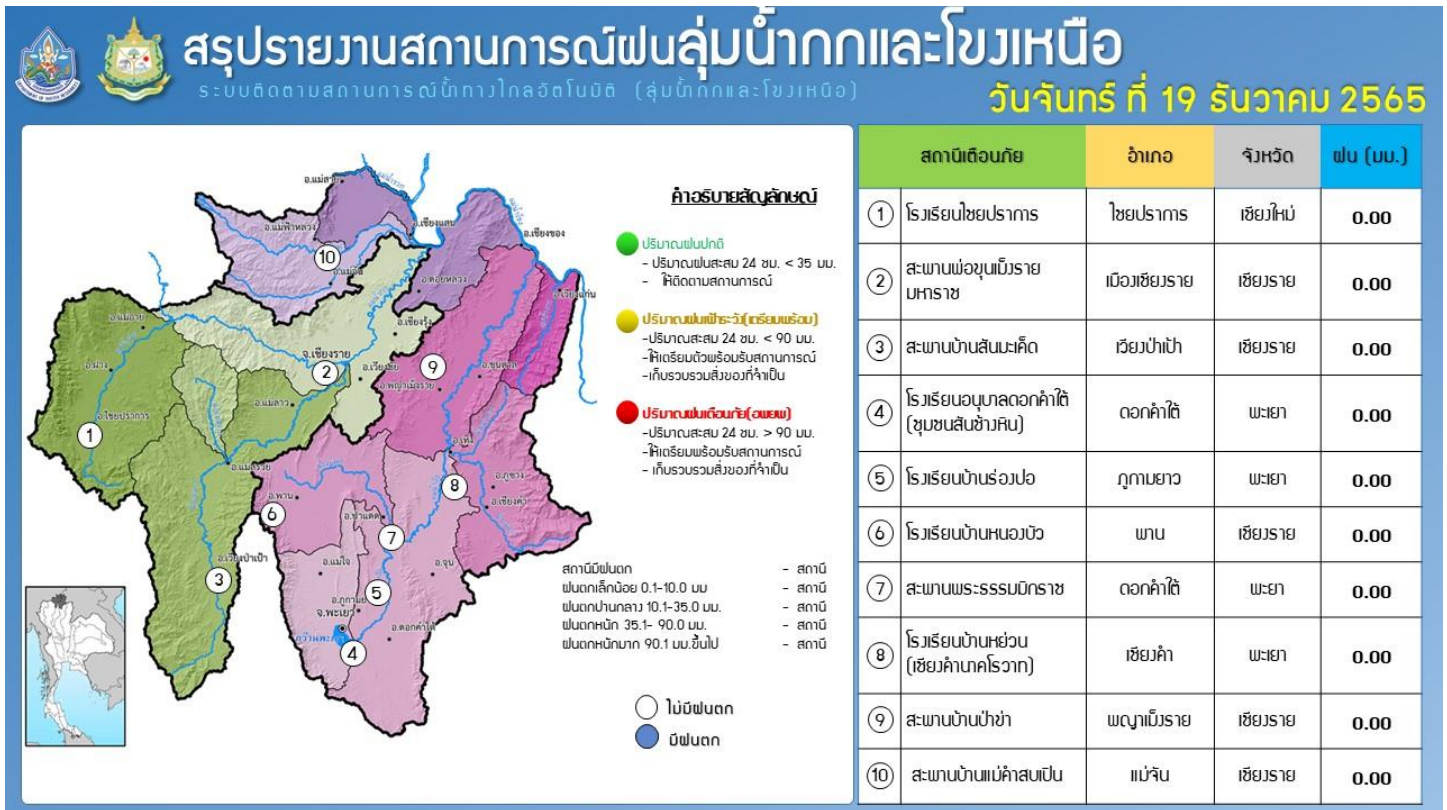 สรุปรายงานสถานการณ์ฝนลุ่มน้ำกกและโขงเหนือ
ระบบติดตามสถานการณ์น้ำทางไกลอัตโนมัติ (ลุ่มน้ำกกและโขงเหนือ)
วันจันทร์ ที่ 19 ธันวาคม 2565
อ.แม่สาย
อ.แม่ฟ้าหลวง
อ.เชียงแสน
อ.เชียงของ
10
อ.แม่จัน
อ.ดอยหลวง
อ.เวียงแก่น
อ.แม่อาย
อ.เชียงรุ้ง
จ.เชียงราย
2
อ.เวียงชัย
9
อ.ขุนตาล
อ.พญาเม็งราย
อ.ฝาง
อ.ไชยปราการ
อ.แม่ลาว
1
อ.เทิง
อ.แม่สรวย
8
อ.ภูซาง
อ.เชียงคำ
อ.พาน
6
อ.ป่าแดด
7
อ.เวียงป่าเป้า
3
อ.แม่ใจ
อ.จุน
5
จ.พะเยา
อ.ดอกคำใต้
4
คำอธิบายสัญลักษณ์
ปริมาณฝนปกติ
- ปริมาณฝนสะสม 24 ชม. < 35 มม.
- ให้ติดตามสถานการณ์
ปริมาณฝนเฝ้าระวัง(เตรียมพร้อม)
-ปริมาณสะสม 24 ชม. < 90 มม.
-ให้เตรียมตัวพร้อมรับสถานการณ์
-เก็บรวบรวมสิ่งของที่จำเป็น
ปริมาณฝนเตือนภัย(อพยพ)
-ปริมาณสะสม 24 ชม. > 90 มม.
-ให้เตรียมพร้อมรับสถานการณ์
- เก็บรวบรวมสิ่งของที่จำเป็น
สถานีมีฝนตก - สถานี
ฝนตกเล็กน้อย 0.1-10.0 มม - สถานี
ฝนตกปานกลาง 10.1-35.0 มม. - สถานี
ฝนตกหนัก 35.1- 90.0 มม. - สถานี
ฝนตกหนักมาก 90.1 มม.ขึ้นไป - สถานี
ไม่มีฝนตก
มีฝนตก
สถานีเตือนภัย อำเภอ จังหวัด ฝน (มม.)
1 โรงเรียนไชยปราการ ไชยปราการ เชียงใหม่ 0.00
2 สะพานพ่อขุนเม็งราย
มหาราช เมืองเชียงราย เชียงราย 0.00
3 สะพานบ้านสันมะเค็ด เวียงป่าเป้า เชียงราย 0.00
4 โรงเรียนอนุบาลดอกคำใต้
(ชุมชนสันช้างหิน) ดอกคำใต้ พะเยา 0.00
5 โรงเรียนบ้านร่องปอ ภูกามยาว พะเยา 0.00
6 โรงเรียนบ้านหนองบัว พาน เชียงราย 0.00
7 สะพานพระธรรมมิกราช ดอกคำใต้ พะเยา 0.00
8 โรงเรียนบ้านหย่วน
(เชียงคำนาคโรวาท) เชียงคำ พะเยา 0.00
9 สะพานบ้านป่าข่า พญาเม็งราย เชียงราย 0.00
10 สะพานบ้านแม่คำสบเปิน แม่จัน เชียงราย 0.00